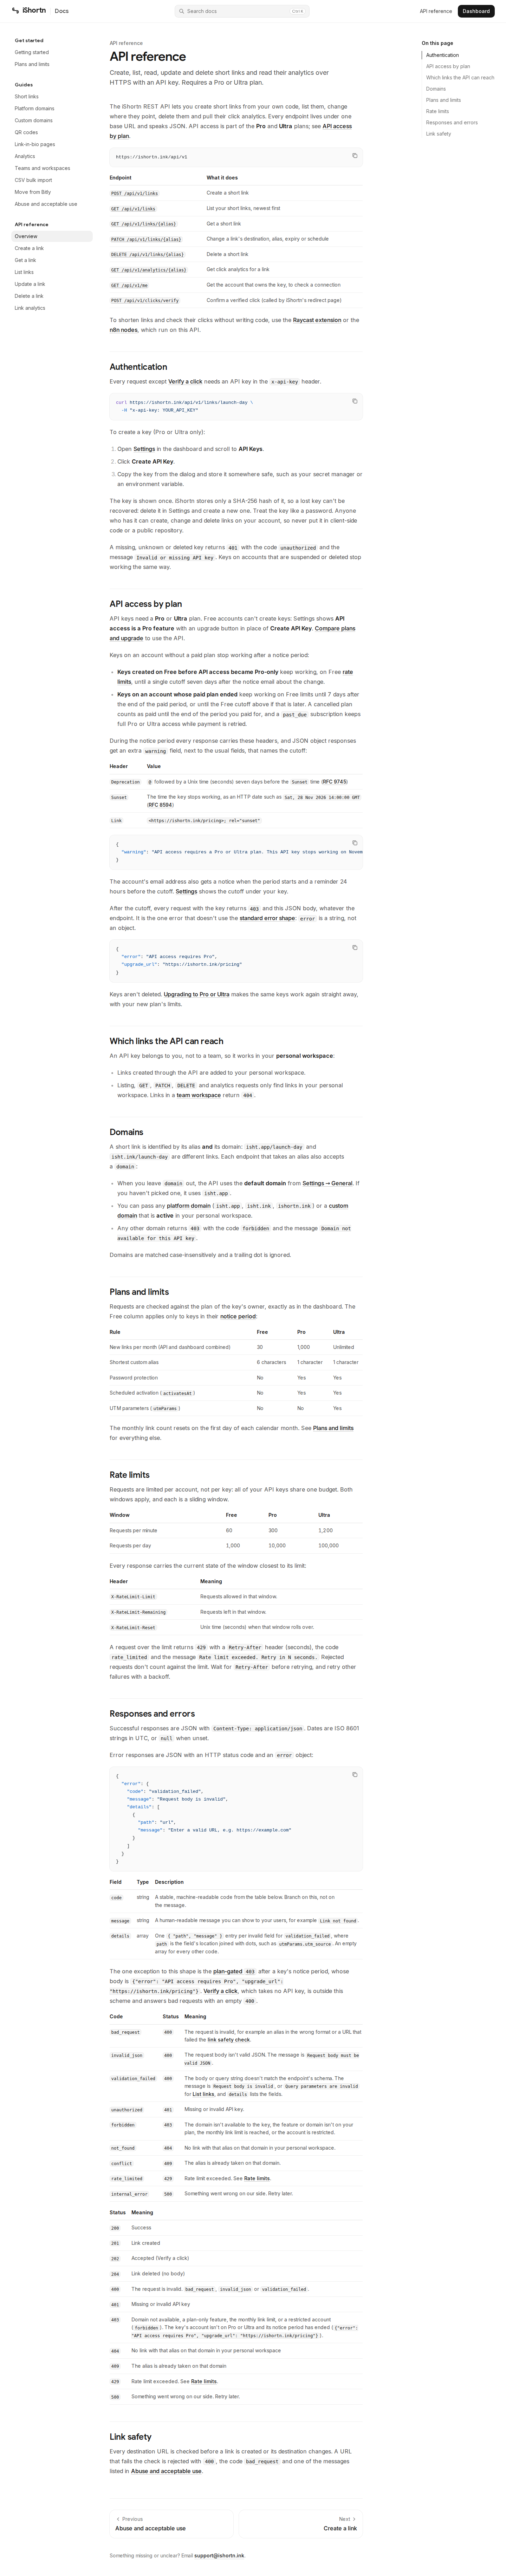 iShortn
Docs
Search docs
Ctrl K
API reference
Dashboard
Get started
Getting started
Plans and limits
Guides
Short links
Platform domains
Custom domains
QR codes
Link-in-bio pages
Analytics
Teams and workspaces
CSV bulk import
Move from Bitly
Abuse and acceptable use
API reference
Overview
Create a link
Get a link
List links
Update a link
Delete a link
Link analytics
API reference
API reference
Create, list, read, update and delete short links and read their analytics over
HTTPS with an API key. Requires a Pro or Ultra plan.
The iShortn REST API lets you create short links from your own code, list them, change
where they point, delete them and pull their click analytics. Every endpoint lives under one
base URL and speaks JSON. API access is part of the Pro and Ultra plans; see API access
by plan.
https://ishortn.ink/api/v1
Endpoint What it does
POST /api/v1/links Create a short link
GET /api/v1/links List your short links, newest first
GET /api/v1/links/{alias} Get a short link
PATCH /api/v1/links/{alias} Change a link's destination, alias, expiry or schedule
DELETE /api/v1/links/{alias} Delete a short link
GET /api/v1/analytics/{alias} Get click analytics for a link
GET /api/v1/me Get the account that owns the key, to check a connection
POST /api/v1/clicks/verify Confirm a verified click (called by iShortn's redirect page)
To shorten links and check their clicks without writing code, use the Raycast extension or the
n8n nodes, which run on this API.
Authentication
Every request except Verify a click needs an API key in the x-api-key header.
curl https://ishortn.ink/api/v1/links/launch-day \
-H "x-api-key: YOUR_API_KEY"
To create a key (Pro or Ultra only):
1. Open Settings in the dashboard and scroll to API Keys.
2. Click Create API Key.
3. Copy the key from the dialog and store it somewhere safe, such as your secret manager or
an environment variable.
The key is shown once. iShortn stores only a SHA-256 hash of it, so a lost key can't be
recovered: delete it in Settings and create a new one. Treat the key like a password. Anyone
who has it can create, change and delete links on your account, so never put it in client-side
code or a public repository.
A missing, unknown or deleted key returns 401 with the code unauthorized and the
message Invalid or missing API key. Keys on accounts that are suspended or deleted stop
working the same way.
API access by plan
API keys need a Pro or Ultra plan. Free accounts can't create keys: Settings shows API
access is a Pro feature with an upgrade button in place of Create API Key. Compare plans
and upgrade to use the API.
Keys on an account without a paid plan stop working after a notice period:
• Keys created on Free before API access became Pro-only keep working, on Free rate
limits, until a single cutoff seven days after the notice email about the change.
• Keys on an account whose paid plan ended keep working on Free limits until 7 days after
the end of the paid period, or until the Free cutoff above if that is later. A cancelled plan
counts as paid until the end of the period you paid for, and a past_due subscription keeps
full Pro or Ultra access while payment is retried.
During the notice period every response carries these headers, and JSON object responses
get an extra warning field, next to the usual fields, that names the cutoff:
Header Value
Deprecation @ followed by a Unix time (seconds) seven days before the Sunset time (RFC 9745)
Sunset The time the key stops working, as an HTTP date such as Sat, 28 Nov 2026 14:00:00 GMT
(RFC 8594)
Link <https://ishortn.ink/pricing>; rel="sunset"
{
"warning": "API access requires a Pro or Ultra plan. This API key stops working on Novem
}
The account's email address also gets a notice when the period starts and a reminder 24
hours before the cutoff. Settings shows the cutoff under your key.
After the cutoff, every request with the key returns 403 and this JSON body, whatever the
endpoint. It is the one error that doesn't use the standard error shape: error is a string, not
an object.
{
"error": "API access requires Pro",
"upgrade_url": "https://ishortn.ink/pricing"
}
Keys aren't deleted. Upgrading to Pro or Ultra makes the same keys work again straight away,
with your new plan's limits.
Which links the API can reach
An API key belongs to you, not to a team, so it works in your personal workspace:
• Links created through the API are added to your personal workspace.
• Listing, GET, PATCH, DELETE and analytics requests only find links in your personal
workspace. Links in a team workspace return 404.
Domains
A short link is identified by its alias and its domain: isht.app/launch-day and
isht.ink/launch-day are different links. Each endpoint that takes an alias also accepts
a domain:
• When you leave domain out, the API uses the default domain from Settings → General. If
you haven't picked one, it uses isht.app.
• You can pass any platform domain (isht.app, isht.ink, ishortn.ink) or a custom
domain that is active in your personal workspace.
• Any other domain returns 403 with the code forbidden and the message Domain not
available for this API key.
Domains are matched case-insensitively and a trailing dot is ignored.
Plans and limits
Requests are checked against the plan of the key's owner, exactly as in the dashboard. The
Free column applies only to keys in their notice period:
Rule Free Pro Ultra
New links per month (API and dashboard combined) 30 1,000 Unlimited
Shortest custom alias 6 characters 1 character 1 character
Password protection No Yes Yes
Scheduled activation (activatesAt) No Yes Yes
UTM parameters (utmParams) No No Yes
The monthly link count resets on the first day of each calendar month. See Plans and limits
for everything else.
Rate limits
Requests are limited per account, not per key: all of your API keys share one budget. Both
windows apply, and each is a sliding window.
Window Free Pro Ultra
Requests per minute 60 300 1,200
Requests per day 1,000 10,000 100,000
Every response carries the current state of the window closest to its limit:
Header Meaning
X-RateLimit-Limit Requests allowed in that window.
X-RateLimit-Remaining Requests left in that window.
X-RateLimit-Reset Unix time (seconds) when that window rolls over.
A request over the limit returns 429 with a Retry-After header (seconds), the code
rate_limited and the message Rate limit exceeded. Retry in N seconds. Rejected
requests don't count against the limit. Wait for Retry-After before retrying, and retry other
failures with a backoff.
Responses and errors
Successful responses are JSON with Content-Type: application/json. Dates are ISO 8601
strings in UTC, or null when unset.
Error responses are JSON with an HTTP status code and an error object:
{
"error": {
"code": "validation_failed",
"message": "Request body is invalid",
"details": [
{
"path": "url",
"message": "Enter a valid URL, e.g. https://example.com"
}
]
}
}
Field Type Description
code string A stable, machine-readable code from the table below. Branch on this, not on
the message.
message string A human-readable message you can show to your users, for example Link not found.
details array One { "path", "message" } entry per invalid field for validation_failed, where
path is the field's location joined with dots, such as utmParams.utm_source. An empty
array for every other code.
The one exception to this shape is the plan-gated 403 after a key's notice period, whose
body is {"error": "API access requires Pro", "upgrade_url":
"https://ishortn.ink/pricing"}. Verify a click, which takes no API key, is outside this
scheme and answers bad requests with an empty 400.
Code Status Meaning
bad_request 400 The request is invalid, for example an alias in the wrong format or a URL that
failed the link safety check.
invalid_json 400 The request body isn't valid JSON. The message is Request body must be
valid JSON.
validation_failed 400 The body or query string doesn't match the endpoint's schema. The
message is Request body is invalid, or Query parameters are invalid
for List links, and details lists the fields.
unauthorized 401 Missing or invalid API key.
forbidden 403 The domain isn't available to the key, the feature or domain isn't on your
plan, the monthly link limit is reached, or the account is restricted.
not_found 404 No link with that alias on that domain in your personal workspace.
conflict 409 The alias is already taken on that domain.
rate_limited 429 Rate limit exceeded. See Rate limits.
internal_error 500 Something went wrong on our side. Retry later.
Status Meaning
200 Success
201 Link created
202 Accepted (Verify a click)
204 Link deleted (no body)
400 The request is invalid: bad_request, invalid_json or validation_failed.
401 Missing or invalid API key
403 Domain not available, a plan-only feature, the monthly link limit, or a restricted account
(forbidden). The key's account isn't on Pro or Ultra and its notice period has ended ({"error":
"API access requires Pro", "upgrade_url": "https://ishortn.ink/pricing"}).
404 No link with that alias on that domain in your personal workspace
409 The alias is already taken on that domain
429 Rate limit exceeded. See Rate limits.
500 Something went wrong on our side. Retry later.
Link safety
Every destination URL is checked before a link is created or its destination changes. A URL
that fails the check is rejected with 400, the code bad_request and one of the messages
listed in Abuse and acceptable use.
Previous
Abuse and acceptable use
Next
Create a link
Something missing or unclear? Email support@ishortn.ink.
On this page
Authentication
API access by plan
Which links the API can reach
Domains
Plans and limits
Rate limits
Responses and errors
Link safety